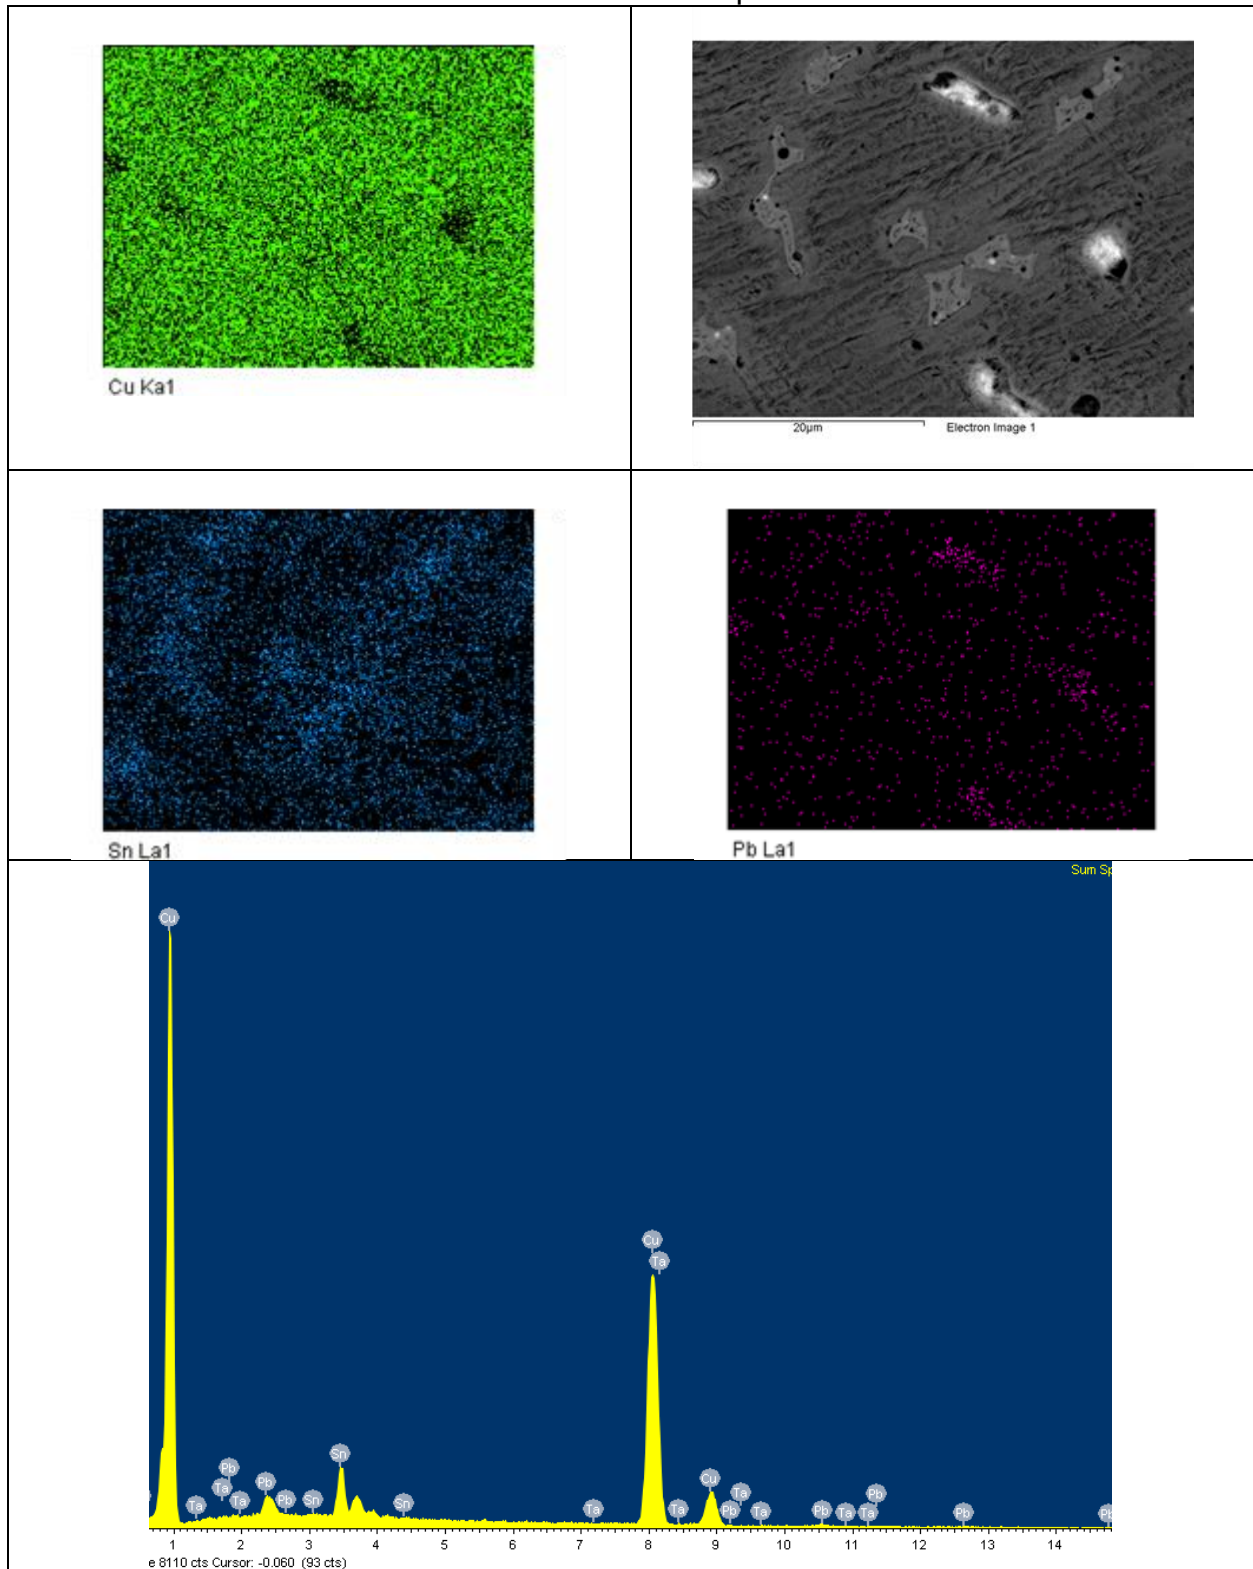 Cu Ka1
20µm Electron Image 1
Sn La1
Pb La1
Sum Sp
Cu
Cu
Ta
Sn
Pb
Pb
Ta
Ta
Ta
Pb
Sn
Sn
Ta
Ta
Cu
Pb
Ta
Ta
Pb
Ta
Ta
Pb
Pb
1 2 3 4 5 6 7 8 9 10 11 12 13 14
e 8110 cts Cursor: -0.060 (93 cts)